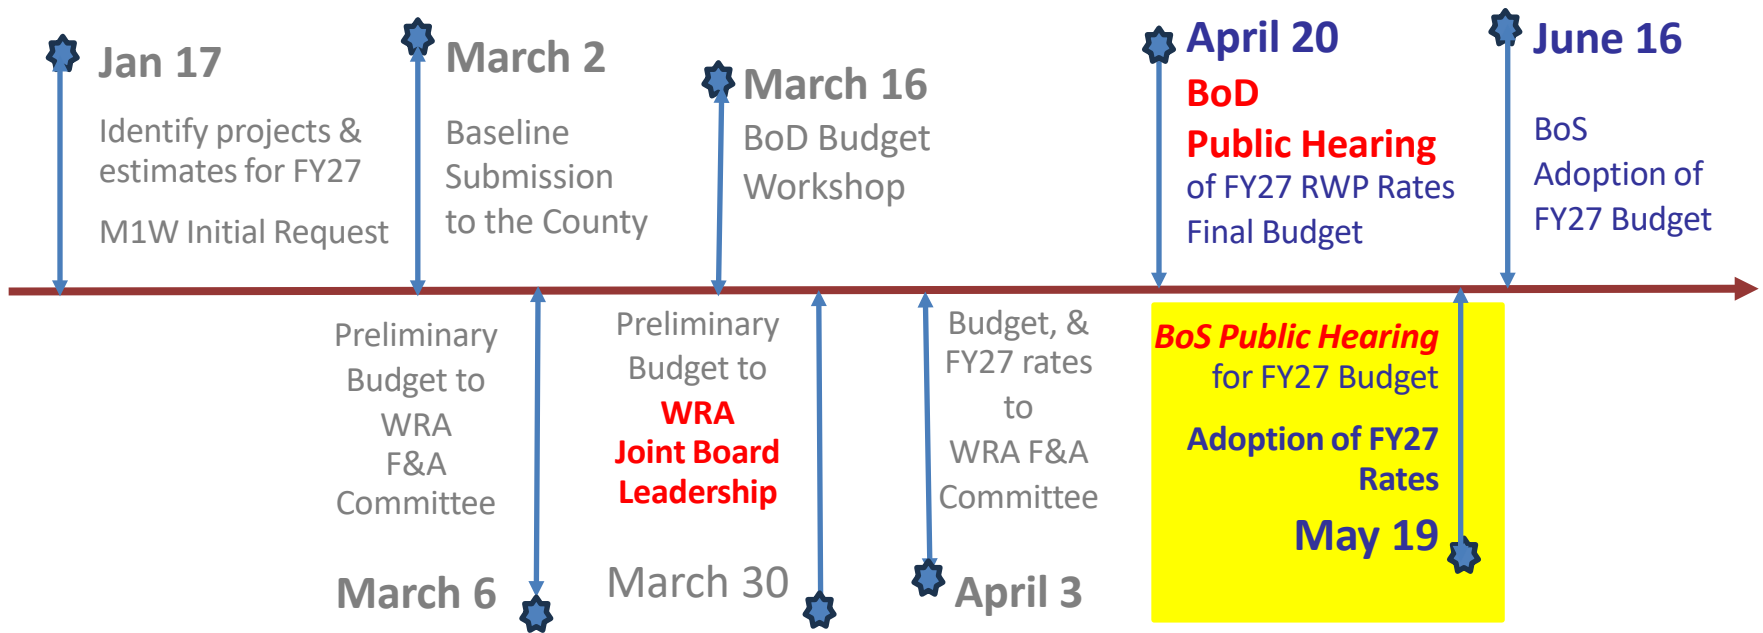 Jan 17
Identify projects &
estimates for FY27
M1W Initial Request
March 2
Baseline
Submission
to the County
March 16
BoD Budget
Workshop
April 20
BoD
Public Hearing
of FY27 RWP Rates
Final Budget
June 16
BoS
Adoption of
FY27 Budget
Preliminary
Budget to
WRA
F&A
Committee
March 6
Preliminary
Budget to
WRA
Joint Board
Leadership
March 30
Budget, &
FY27 rates
to
WRA F&A
Committee
April 3
BoS Public Hearing
for FY27 Budget
Adoption of FY27
Rates
May 19